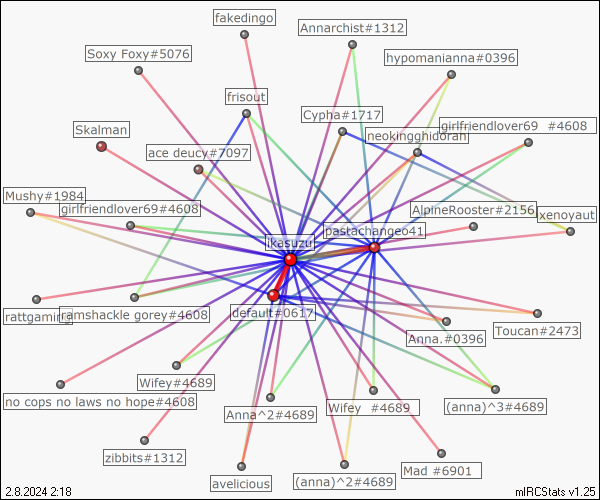 fakedingo
Annarchist#1312
Soxy Foxy#5076
hypomanianna#0396
frisout
Cypha#1717
girlfriendlover69 #4608
neokingghidorah
Skalman
ace deucy#7097
Mushy#1984
girlfriendlover69#4608
AlpineRooster#2156
xenoyaut
pastachangeo41
ikasuzu
rattgaming
ramshackle gorey#4608
default#0617
Anna.#0396
Toucan#2473
Wifey#4689
no cops no laws no hope#4608
Anna^2#4689
Wifey #4689
(anna)^3#4689
zibbits#1312
avelicious
(anna)^2#4689
Mad #6901
2.8.2024 2:18
mIRCStats v1.25